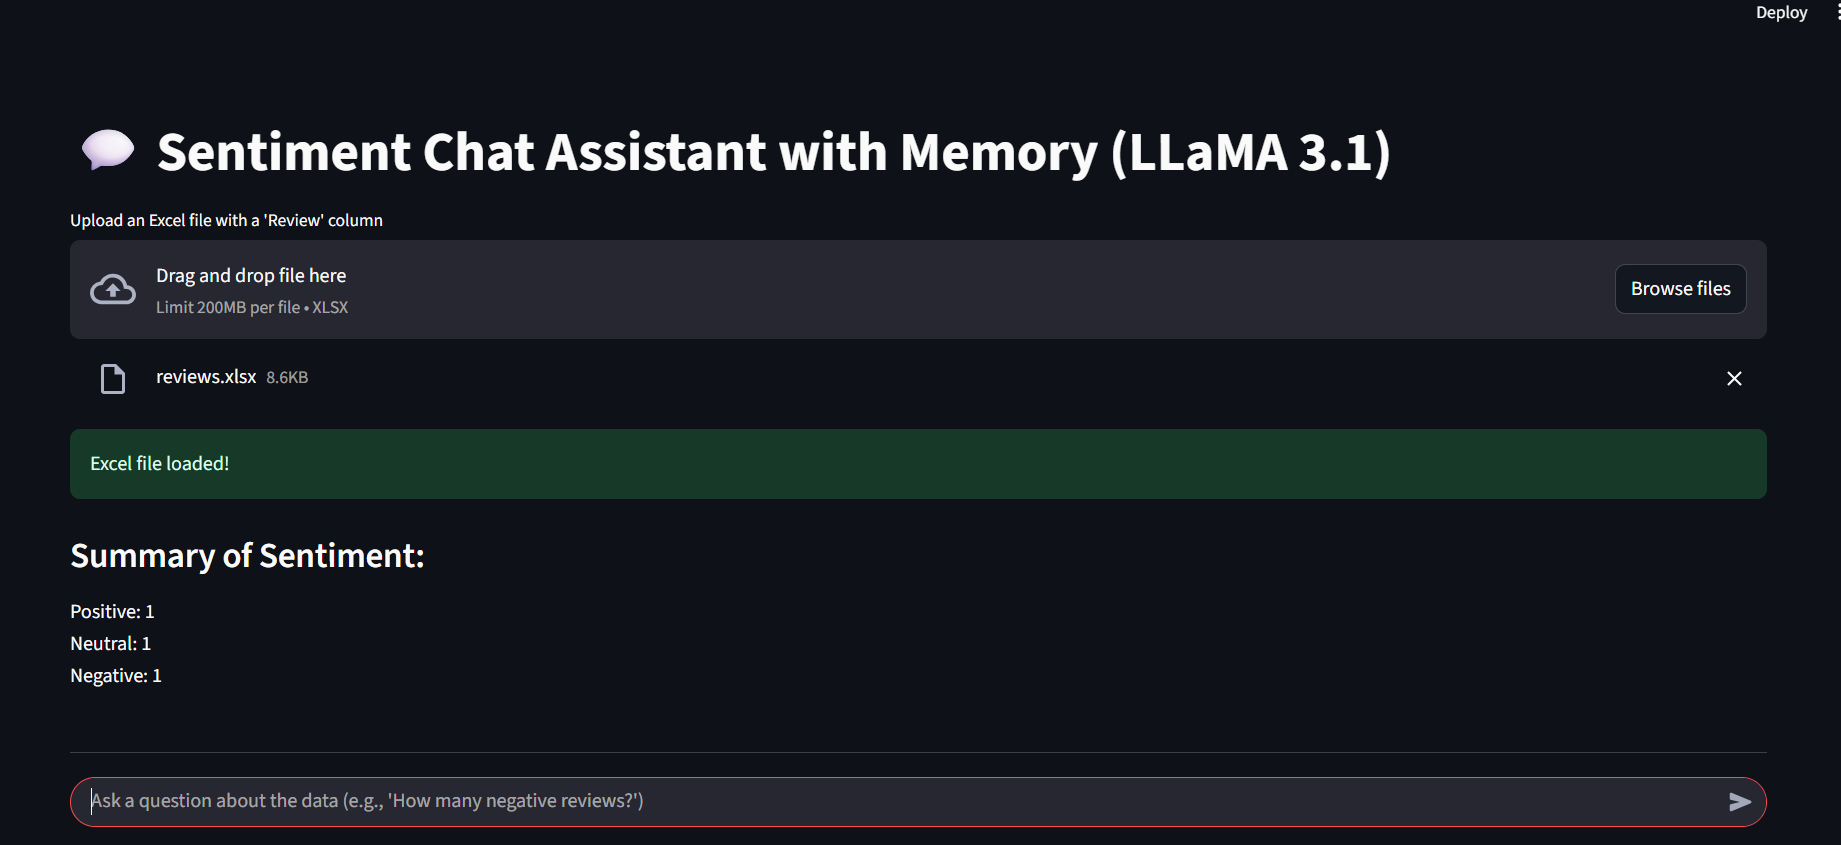 Deploy
Sentiment Chat Assistant with Memory (LLaMA 3.1)
Upload an Excel file with a 'Review' column
Drag and drop file here
Limit 200MB per file • XLSX
Browse files
reviews.xlsx 8.6KB
Excel file loaded!
Summary of Sentiment:
Positive: 1
Neutral: 1
Negative: 1
Ask a question about the data (e.g., 'How many negative reviews?')